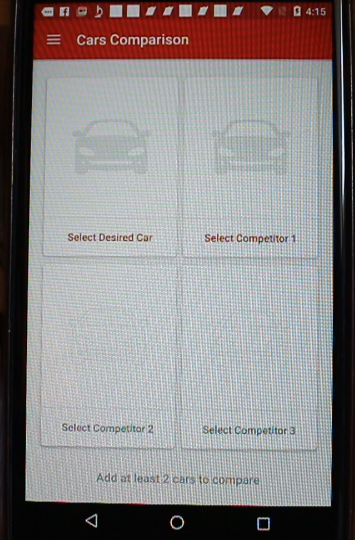 4:15
Cars Comparison
Select Desired Car
Select Competitor 1
Select Competitor 2
Select Competitor 3
Add at least 2 cars to compare